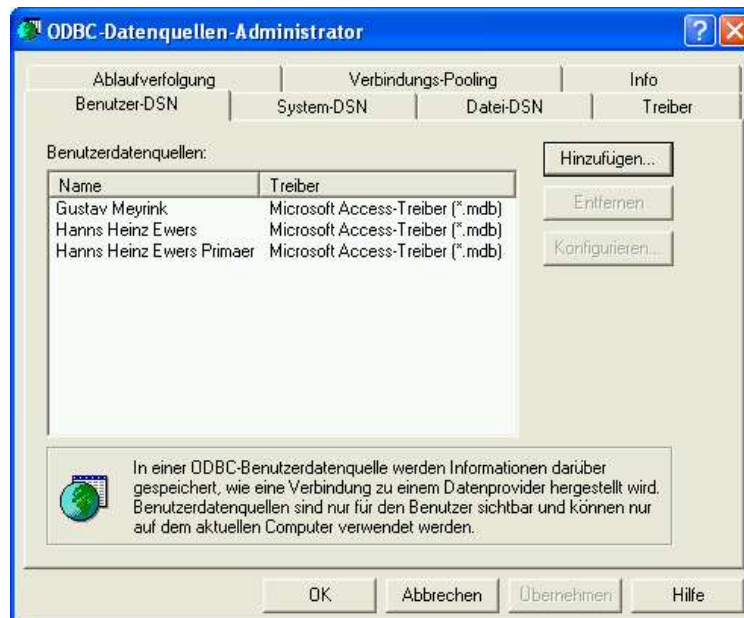 ODBC-Datenquellen-Administrator
Ablaufverfolgung Verbindungs-Pooling Info
Benutzer-DSN System-DSN Datei-DSN Treiber
Benutzerdatenquellen:
Hinzufügen...
Name Treiber
Gustav Meyrink Microsoft Access-Treiber (*.mdb)
Entfernen
Hanns Heinz Ewers Microsoft Access-Treiber (*.mdb)
Hanns Heinz Ewers Primaer Microsoft Access-Treiber (*.mdb)
Konfigurieren...
In einer ODBC-Benutzerdatenquelle werden Informationen darüber
gespeichert, wie eine Verbindung zu einem Datenprovider hergestellt wird.
Benutzerdatenquellen sind nur für den Benutzer sichtbar und können nur
auf dem aktuellen Computer verwendet werden.
OK Abbrechen Übernehmen Hilfe